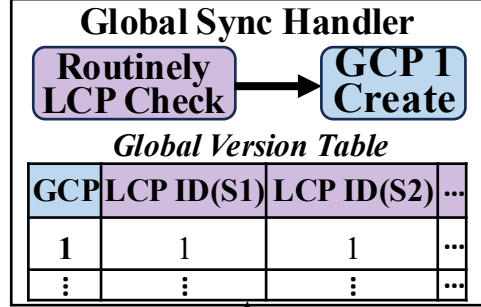 Global Sync Handler
Routinely
LCP Check
GCP 1
Create
Global Version Table
GCP LCP ID(S1) LCP ID(S2) ...
1 1 1 ...
⋮ ⋮ ⋮ ...